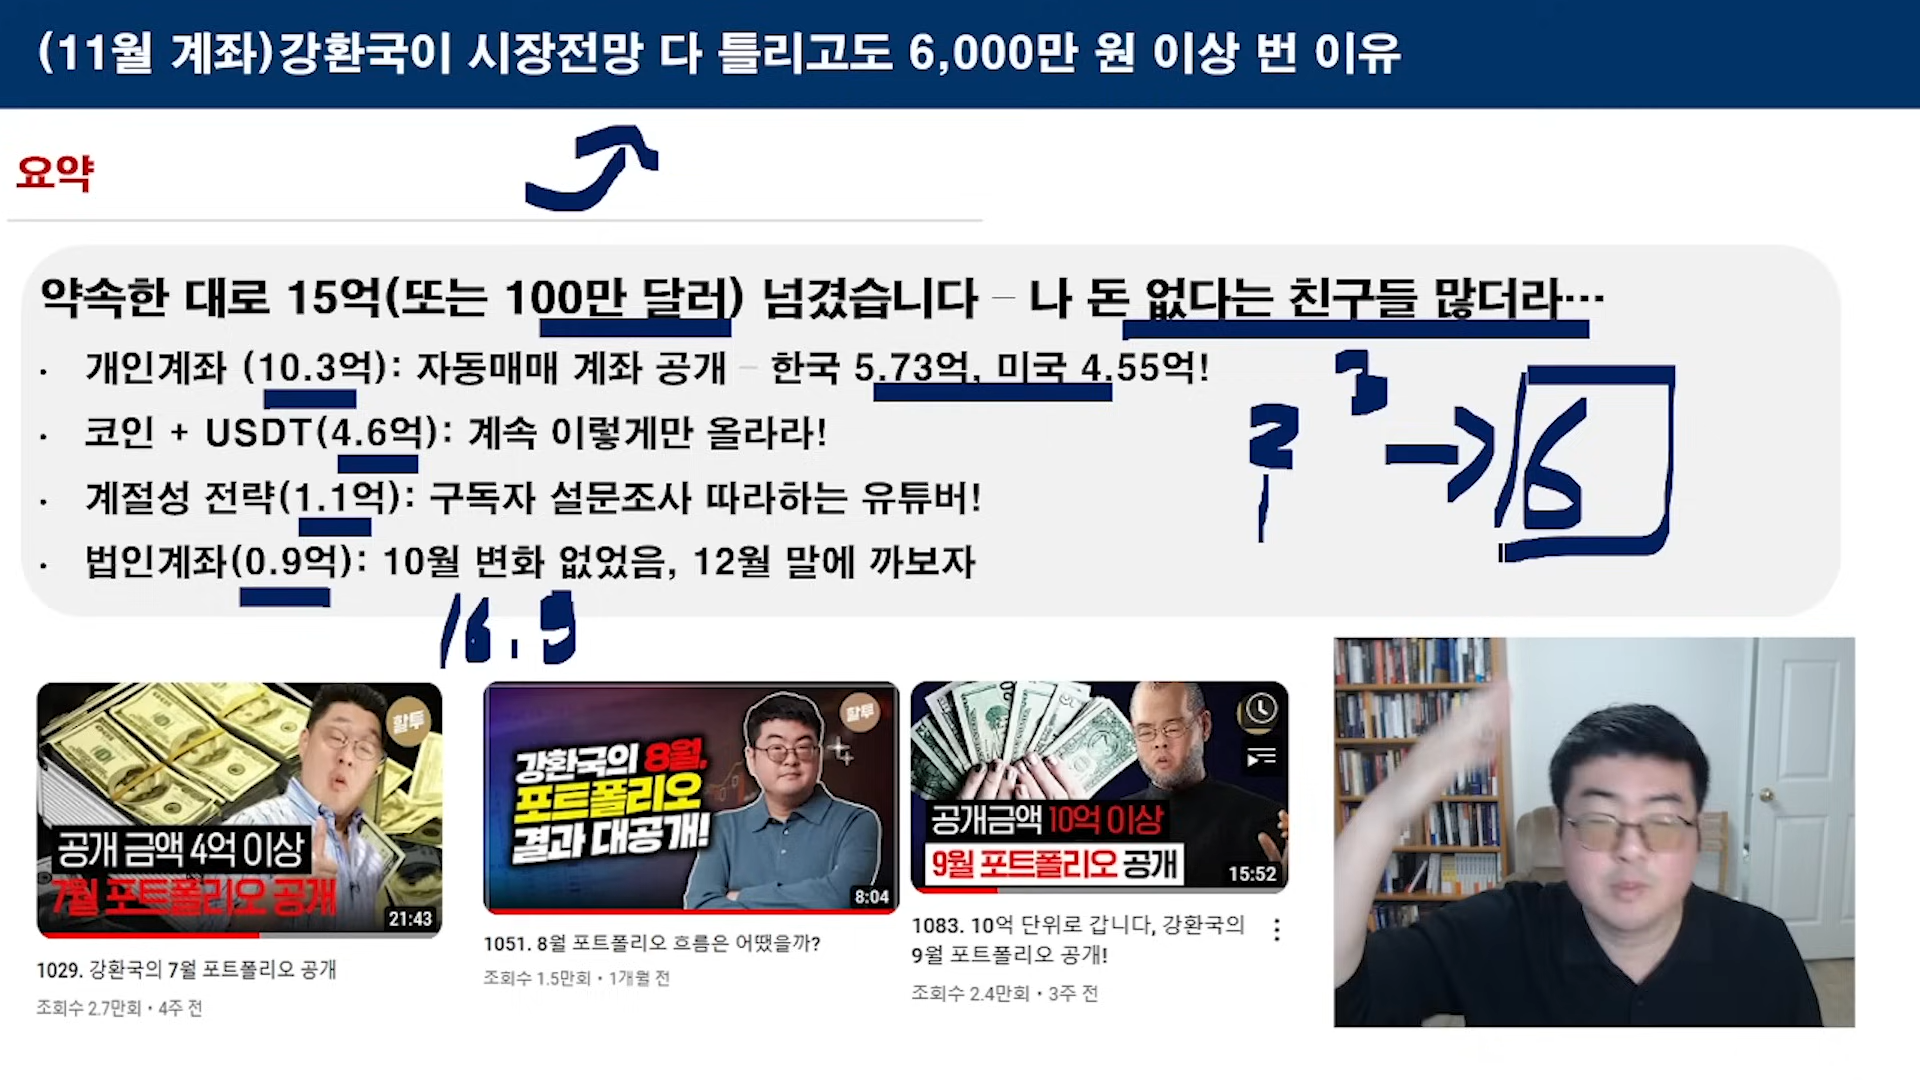 (11월 계좌)강환국이 시장전망 다 틀리고도 6,000만 원 이상 번 이유
요약
약속한 대로 15억(또는 100만 달러) 넘겼습니다 – 나 돈 없다는 친구들 많더라…
· 개인계좌 (10.3억): 자동매매 계좌 공개 – 한국 5.73억, 미국 4.55억!
· 코인 + USDT(4.6억): 계속 이렇게만 올라라!
· 계절성 전략(1.1억): 구독자 설문조사 따라하는 유튜버!
· 법인계좌(0.9억): 10월 변화 없었음, 12월 말에 까보자
1 2 3 → 6
16.9
할투
공개 금액 4억 이상
7월 포트폴리오 공개
21:43
1029. 강환국의 7월 포트폴리오 공개
조회수 2.7만회 · 4주 전
할투
강환국의 8월,
포트폴리오
결과 대공개!
8:04
1051. 8월 포트폴리오 흐름은 어땠을까?
조회수 1.5만회 · 1개월 전
공개금액 10억 이상
9월 포트폴리오 공개
15:52
1083. 10억 단위로 갑니다, 강환국의
9월 포트폴리오 공개!
조회수 2.4만회 · 3주 전